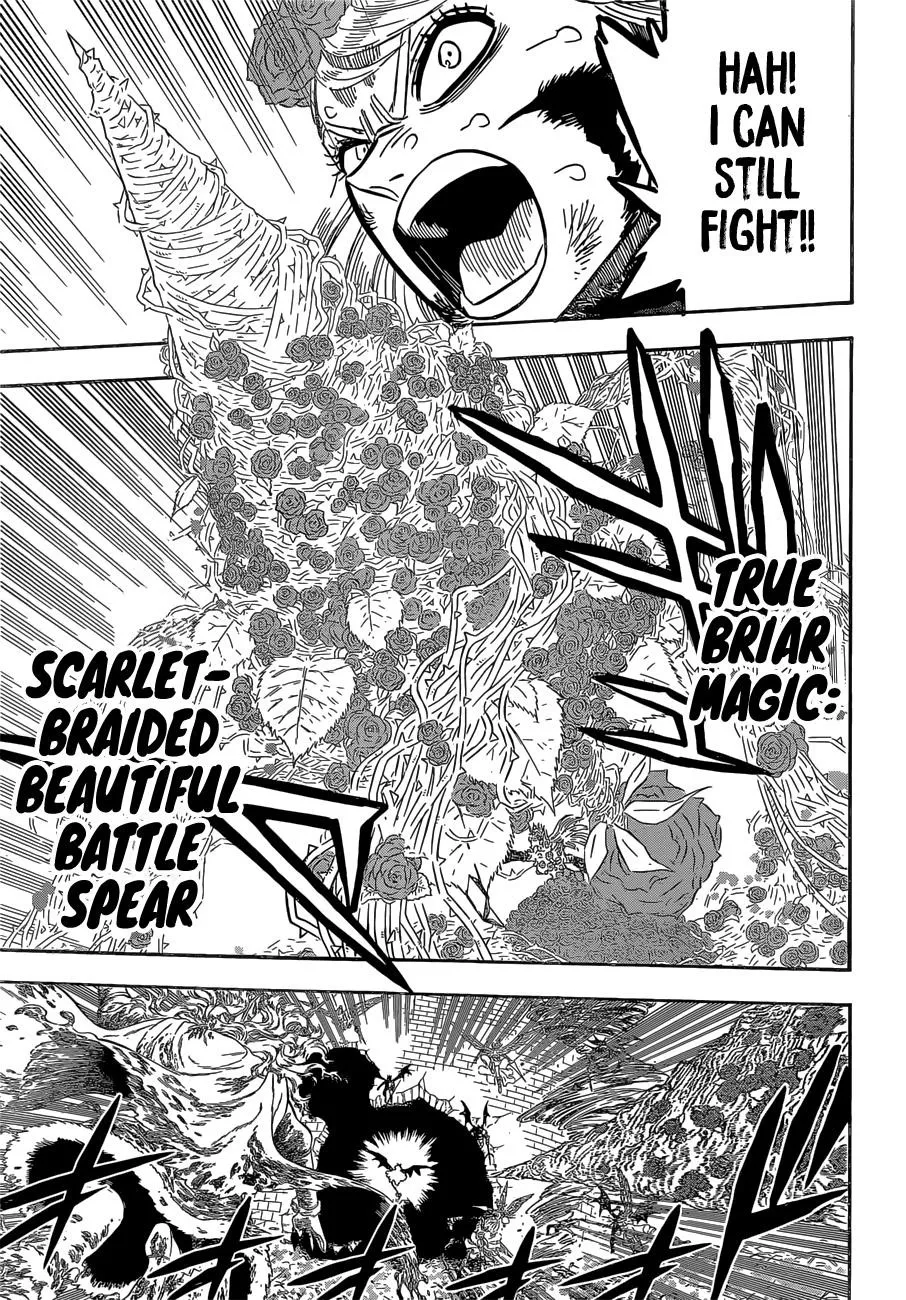 HAH!
I CAN
STILL
FIGHT!!
TRUE
BRIAR
MAGIC:
SCARLET-
BRAIDED
BEAUTIFUL
BATTLE
SPEAR